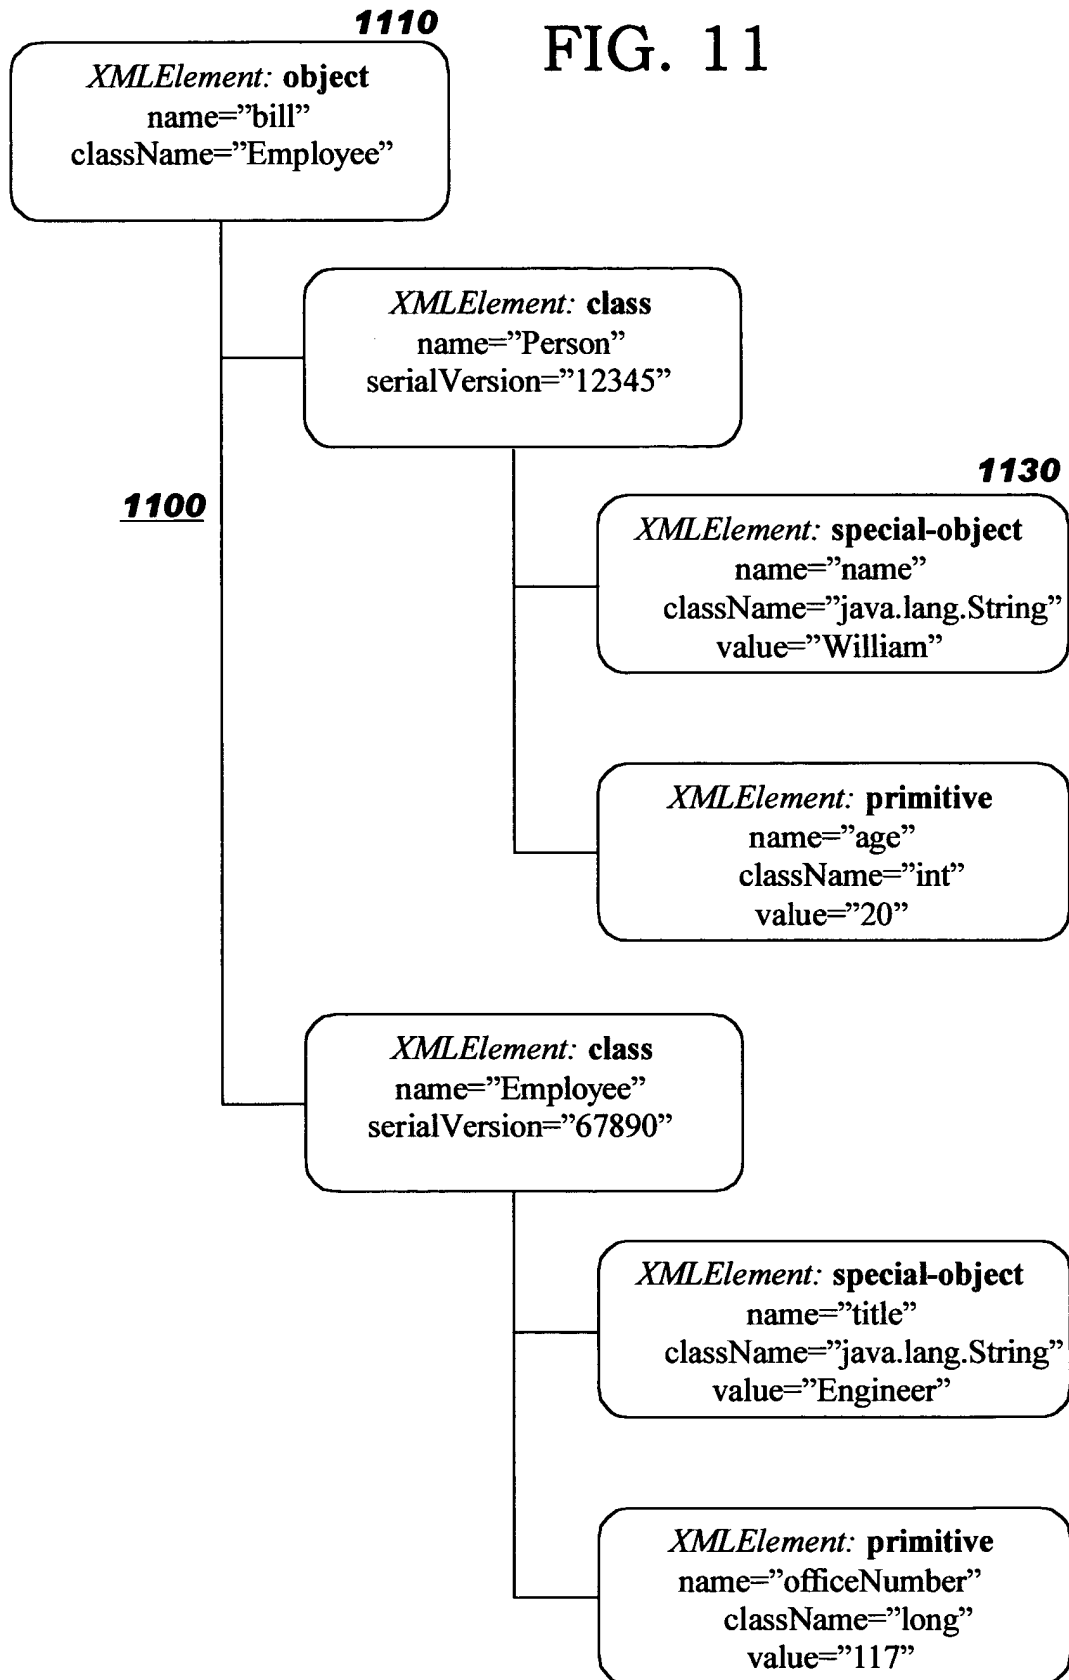 1110
FIG. 11
XMLElement: object
name=”bill”
className=”Employee”
XMLElement: class
name=”Person”
serialVersion=”12345”
1100
1130
XMLElement: special-object
name=”name”
className=”java.lang.String”
value=”William”
XMLElement: primitive
name=”age”
className=”int”
value=”20”
XMLElement: class
name=”Employee”
serialVersion=”67890”
XMLElement: special-object
name=”title”
className=”java.lang.String”
value=”Engineer”
XMLElement: primitive
name=”officeNumber”
className=”long”
value=”117”